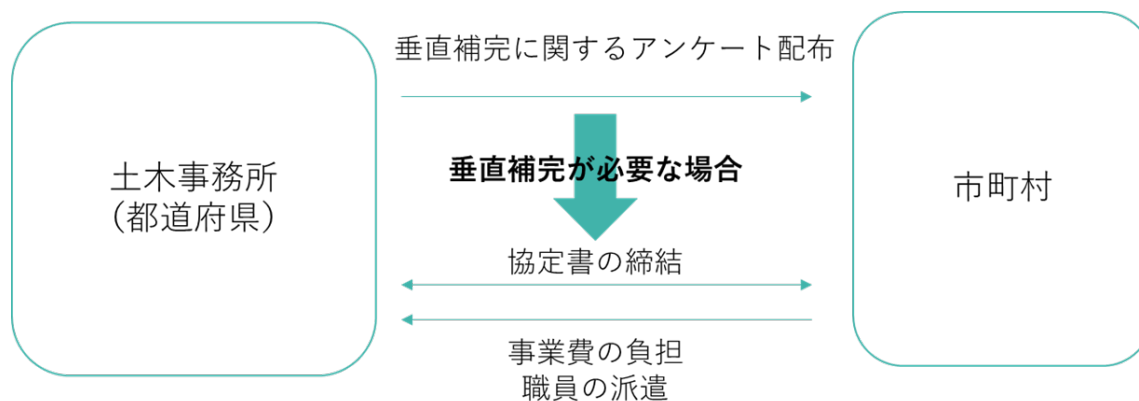 垂直補完に関するアンケート配布
垂直補完が必要な場合
土木事務所
(都道府県)
市町村
協定書の締結
事業費の負担
職員の派遣